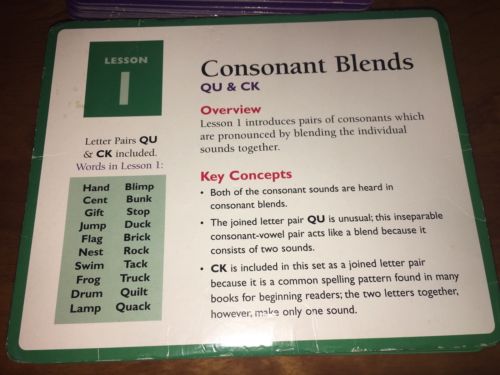 LESSON
1
Consonant Blends
QU & CK
Overview
Lesson 1 introduces pairs of consonants which
are pronounced by blending the individual
sounds together.
Letter Pairs QU
& CK included.
Words in Lesson 1:
Hand Blimp
Cent Bunk
Gift Stop
Jump Duck
Flag Brick
Nest Rock
Swim Tack
Frog Truck
Drum Quilt
Lamp Quack
Key Concepts
• Both of the consonant sounds are heard in
consonant blends.
• The joined letter pair QU is unusual; this inseparable
consonant-vowel pair acts like a blend because it
consists of two sounds.
• CK is included in this set as a joined letter pair
because it is a common spelling pattern found in many
books for beginning readers; the two letters together,
however, make only one sound.